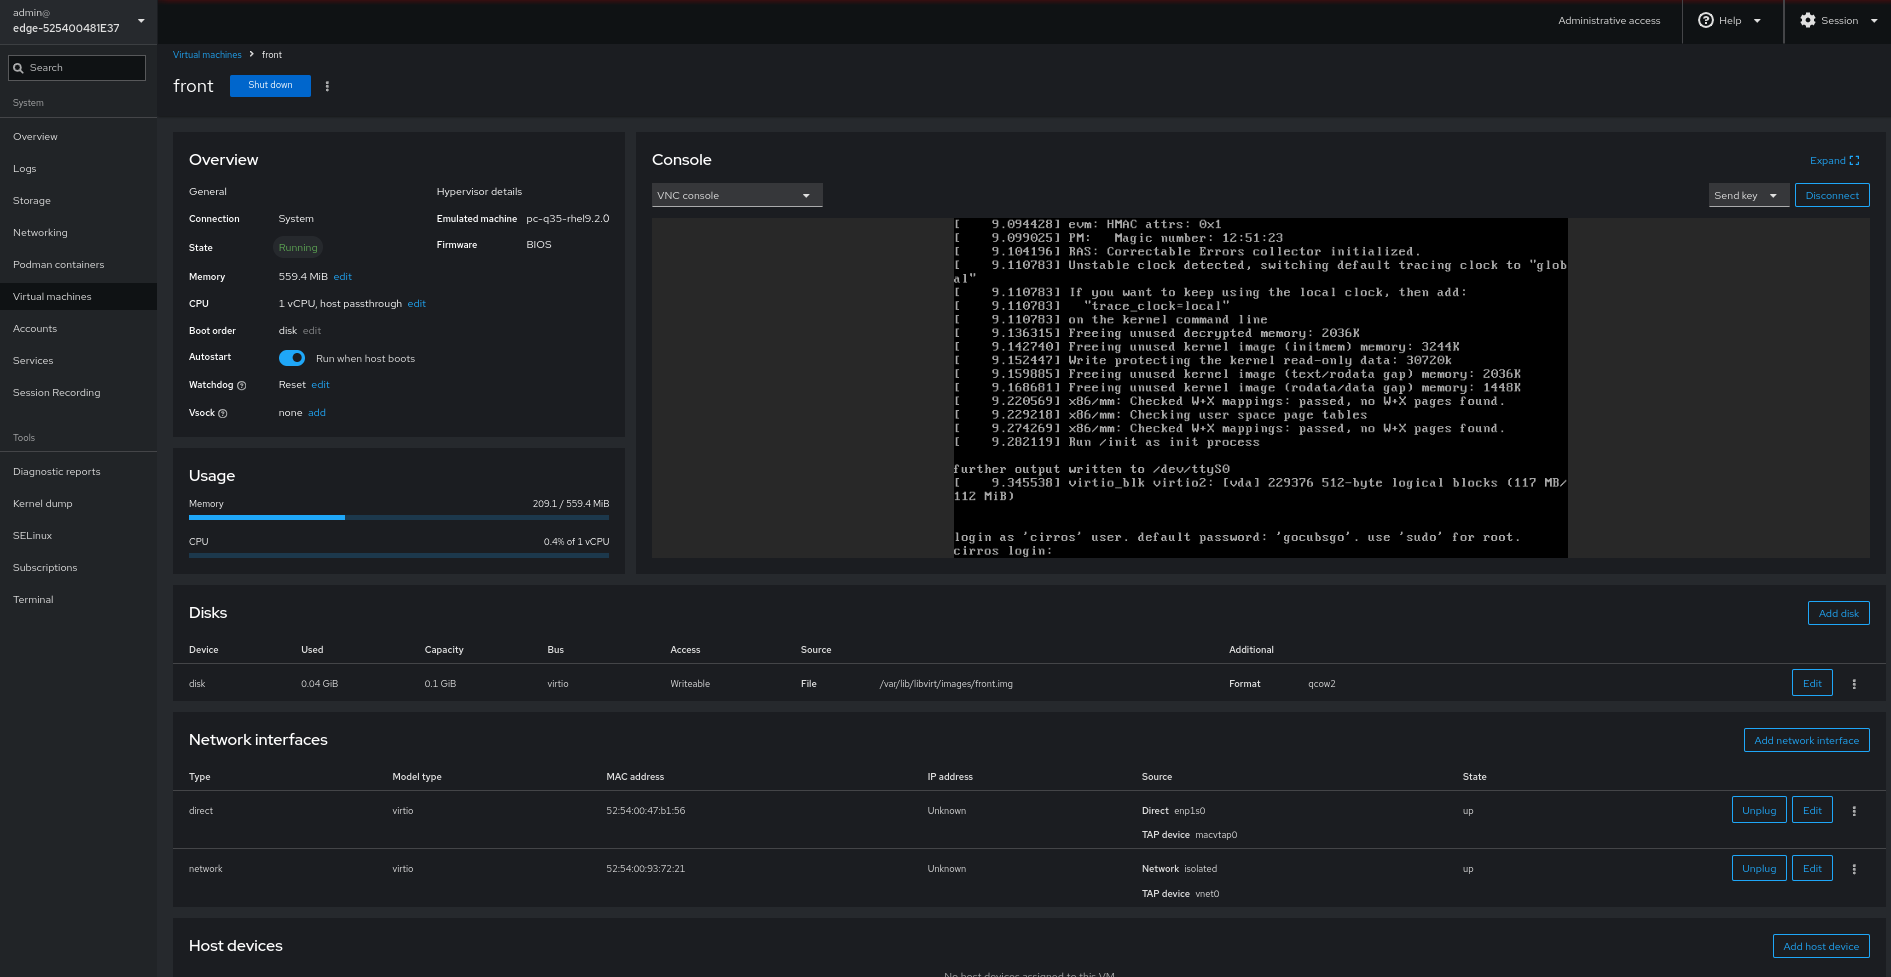 admin@
edge-525400481E37
Administrative access
Help
Session
Search
System
Overview
Logs
Storage
Networking
Podman containers
Virtual machines
Accounts
Services
Session Recording
Tools
Diagnostic reports
Kernel dump
SELinux
Subscriptions
Terminal
Virtual machines > front
front
Shut down
Overview
General
Connection System
State Running
Memory 559.4 MiB edit
CPU 1 vCPU, host passthrough edit
Boot order disk edit
Autostart Run when host boots
Watchdog Reset edit
Vsock none add
Hypervisor details
Emulated machine pc-q35-rhel9.2.0
Firmware BIOS
Usage
Memory 209.1 / 559.4 MiB
CPU 0.4% of 1 vCPU
Console
Expand
VNC console
Send key
Disconnect
[    9.094428] evm: HMAC attrs: 0x1
[    9.099025] PM:   Magic number: 12:51:23
[    9.104196] RAS: Correctable Errors collector initialized.
[    9.110783] Unstable clock detected, switching default tracing clock to "glob
al"
[    9.110783] If you want to keep using the local clock, then add:
[    9.110783]   "trace_clock=local"
[    9.110783] on the kernel command line
[    9.136315] Freeing unused decrypted memory: 2036K
[    9.142740] Freeing unused kernel image (initmem) memory: 3244K
[    9.152447] Write protecting the kernel read-only data: 30720k
[    9.159885] Freeing unused kernel image (text/rodata gap) memory: 2036K
[    9.168681] Freeing unused kernel image (rodata/data gap) memory: 1448K
[    9.220569] x86/mm: Checked W+X mappings: passed, no W+X pages found.
[    9.229218] x86/mm: Checking user space page tables
[    9.274269] x86/mm: Checked W+X mappings: passed, no W+X pages found.
[    9.282119] Run /init as init process
further output written to /dev/ttyS0
[    9.345538] virtio_blk virtio2: [vda] 229376 512-byte logical blocks (117 MB/
112 MiB)
login as 'cirros' user. default password: 'gocubsgo'. use 'sudo' for root.
cirros login:
Disks
Add disk
Device Used Capacity Bus Access Source Additional
disk 0.04 GiB 0.1 GiB virtio Writeable File /var/lib/libvirt/images/front.img Format qcow2 Edit
Network interfaces
Add network interface
Type Model type MAC address IP address Source State
direct virtio 52:54:00:47:b1:56 Unknown Direct enp1s0 up Unplug Edit
TAP device macvtap0
network virtio 52:54:00:93:72:21 Unknown Network isolated up Unplug Edit
TAP device vnet0
Host devices
Add host device
No host devices assigned to this VM